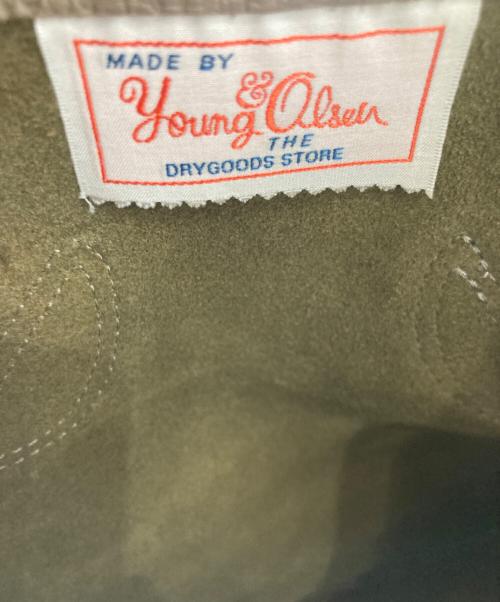 MADE BY
Young & Olsen
THE
DRYGOODS STORE